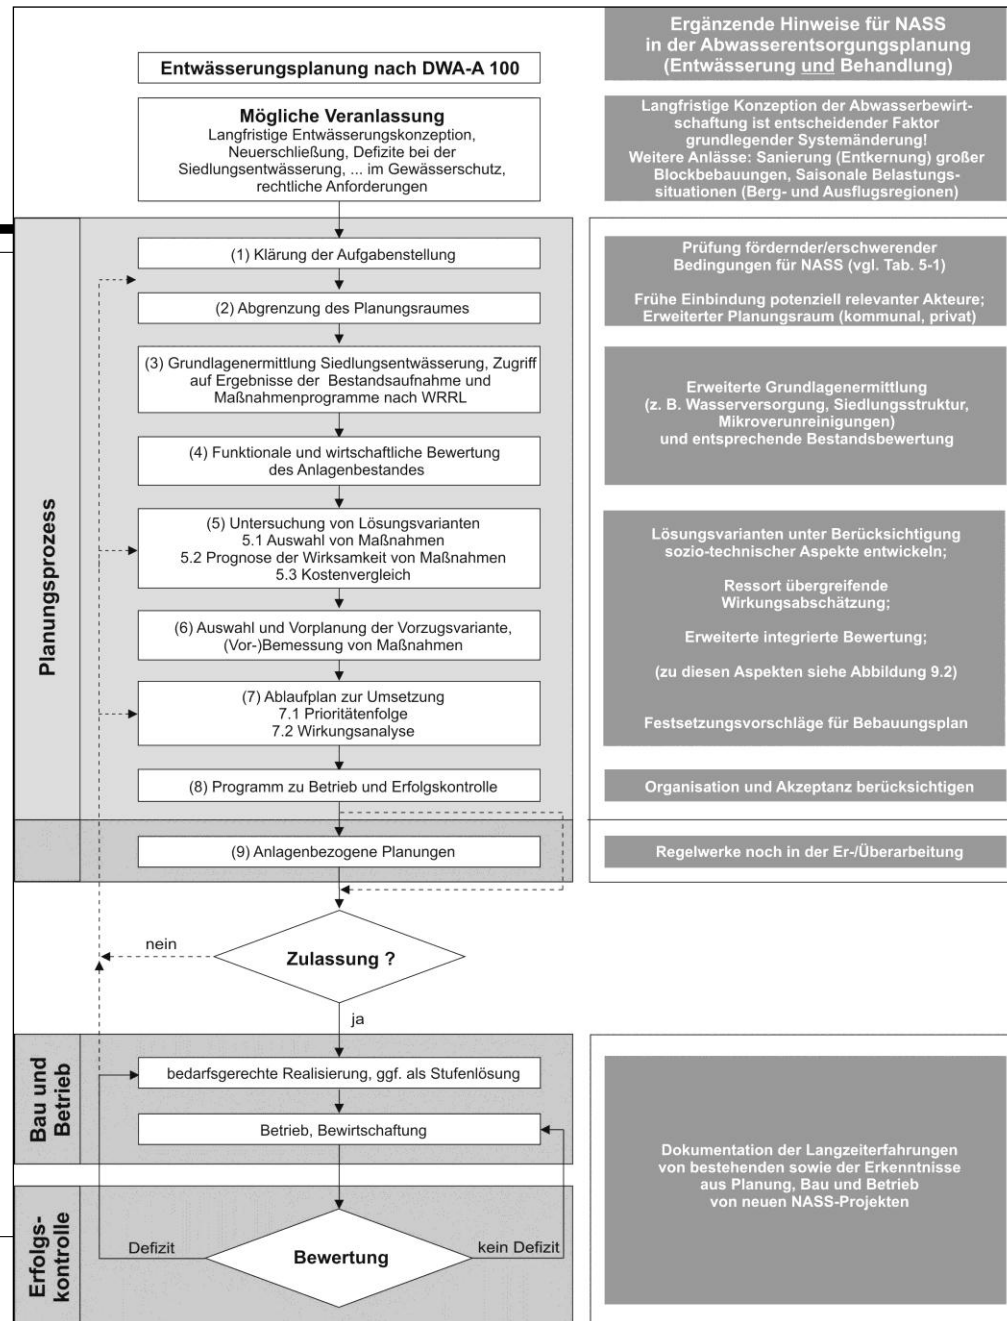 Entwässerungsplanung nach DWA-A 100
Ergänzende Hinweise für NASS
in der Abwasserentsorgungsplanung
(Entwässerung und Behandlung)
Mögliche Veranlassung
Langfristige Entwässerungskonzeption,
Neuerschließung, Defizite bei der
Siedlungsentwässerung, ... im Gewässerschutz,
rechtliche Anforderungen
Langfristige Konzeption der Abwasserbewirt-
schaftung ist entscheidender Faktor
grundlegender Systemänderung!
Weitere Anlässe: Sanierung (Entkernung) großer
Blockbebauungen, Saisonale Belastungs-
situationen (Berg- und Ausflugsregionen)
Planungsprozess
(1) Klärung der Aufgabenstellung
(2) Abgrenzung des Planungsraumes
Prüfung fördernder/erschwerender
Bedingungen für NASS (vgl. Tab. 5-1)
Frühe Einbindung potenziell relevanter Akteure;
Erweiterter Planungsraum (kommunal, privat)
(3) Grundlagenermittlung Siedlungsentwässerung, Zugriff
auf Ergebnisse der Bestandsaufnahme und
Maßnahmenprogramme nach WRRL
(4) Funktionale und wirtschaftliche Bewertung
des Anlagenbestandes
Erweiterte Grundlagenermittlung
(z. B. Wasserversorgung, Siedlungsstruktur,
Mikroverunreinigungen)
und entsprechende Bestandsbewertung
(5) Untersuchung von Lösungsvarianten
5.1 Auswahl von Maßnahmen
5.2 Prognose der Wirksamkeit von Maßnahmen
5.3 Kostenvergleich
(6) Auswahl und Vorplanung der Vorzugsvariante,
(Vor-)Bemessung von Maßnahmen
(7) Ablaufplan zur Umsetzung
7.1 Prioritätenfolge
7.2 Wirkungsanalyse
Lösungsvarianten unter Berücksichtigung
sozio-technischer Aspekte entwickeln;
Ressort übergreifende
Wirkungsabschätzung;
Erweiterte integrierte Bewertung;
(zu diesen Aspekten siehe Abbildung 9.2)
Festsetzungsvorschläge für Bebauungsplan
(8) Programm zu Betrieb und Erfolgskontrolle
Organisation und Akzeptanz berücksichtigen
(9) Anlagenbezogene Planungen
Regelwerke noch in der Er-/Überarbeitung
nein
Zulassung ?
ja
Bau und
Betrieb
bedarfsgerechte Realisierung, ggf. als Stufenlösung
Betrieb, Bewirtschaftung
Erfolgs-
kontrolle
Defizit
Bewertung
kein Defizit
Dokumentation der Langzeiterfahrungen
von bestehenden sowie der Erkenntnisse
aus Planung, Bau und Betrieb
von neuen NASS-Projekten